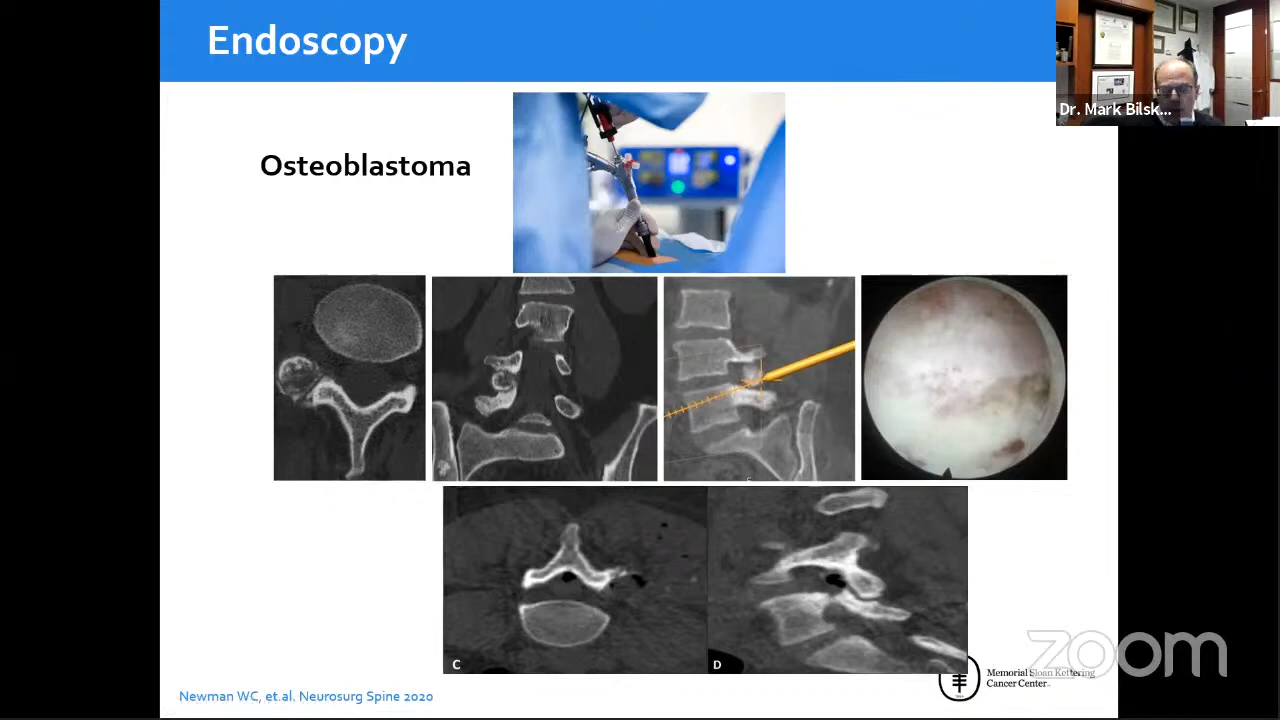 Endoscopy
Dr. Mark Bilsk...
Osteoblastoma
C
D
zoom
Memorial Sloan Kettering
Cancer Center
Newman WC, et.al. Neurosurg Spine 2020